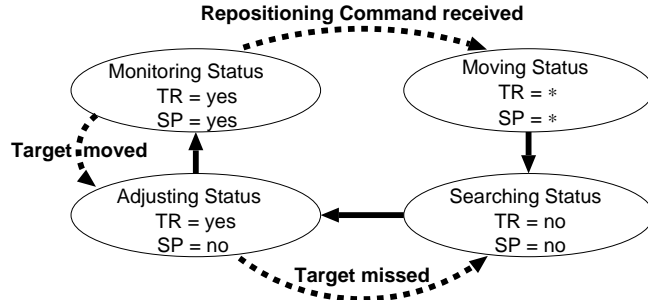 Repositioning Command received
Monitoring Status
TR = yes
SP = yes
Moving Status
TR = *
SP = *
Target moved
Adjusting Status
TR = yes
SP = no
Searching Status
TR = no
SP = no
Target missed